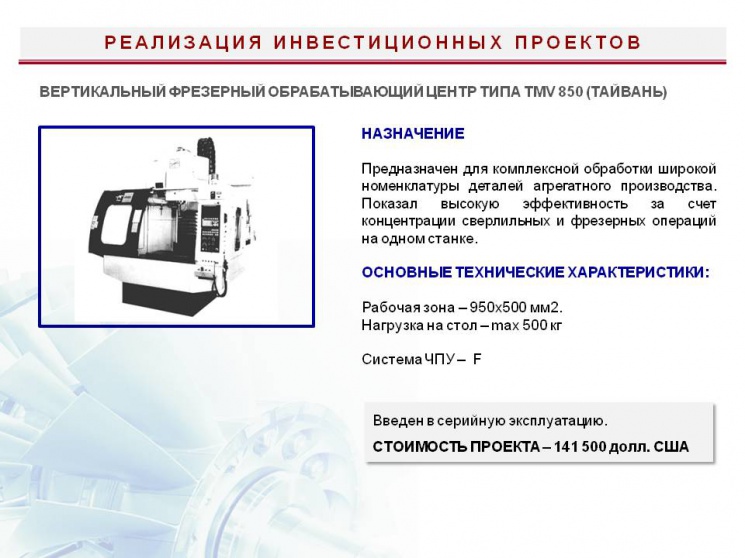 РЕАЛИЗАЦИЯ ИНВЕСТИЦИОННЫХ ПРОЕКТОВ
ВЕРТИКАЛЬНЫЙ ФРЕЗЕРНЫЙ ОБРАБАТЫВАЮЩИЙ ЦЕНТР ТИПА TMV 850 (ТАЙВАНЬ)
НАЗНАЧЕНИЕ
Предназначен для комплексной обработки широкой
номенклатуры деталей агрегатного производства.
Показал высокую эффективность за счет
концентрации сверлильных и фрезерных операций
на одном станке.
ОСНОВНЫЕ ТЕХНИЧЕСКИЕ ХАРАКТЕРИСТИКИ:
Рабочая зона – 950х500 мм2.
Нагрузка на стол – max 500 кг
Система ЧПУ – F
Введен в серийную эксплуатацию.
СТОИМОСТЬ ПРОЕКТА – 141 500 долл. США